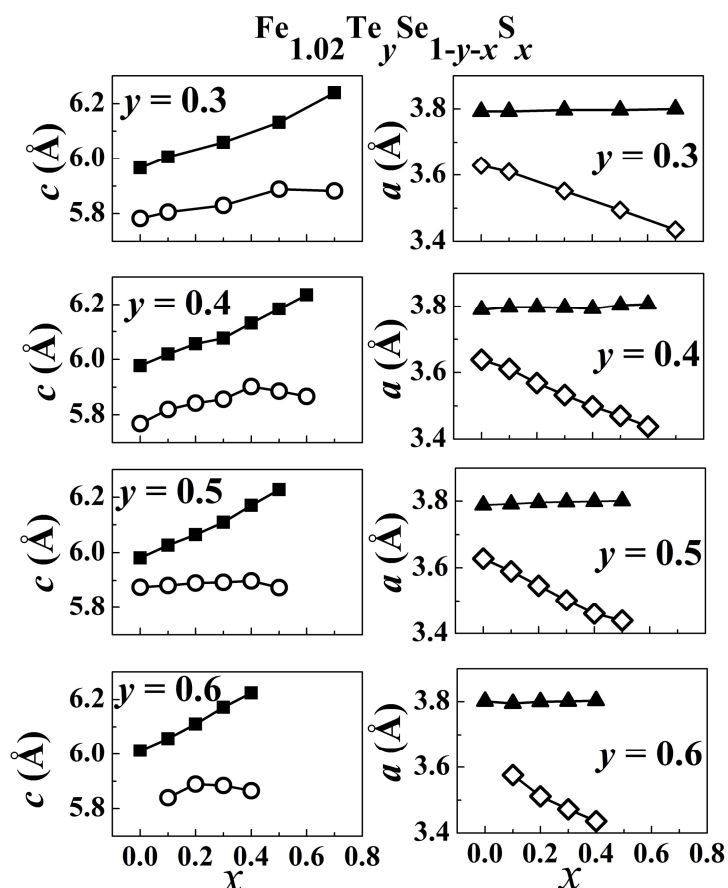 Fe1.02TeySe1-y-xSx
6.2
6.0
5.8
c (Å)
y = 0.3
3.8
3.6
3.4
a (Å)
y = 0.3
6.2
6.0
5.8
c (Å)
y = 0.4
3.8
3.6
3.4
a (Å)
y = 0.4
6.2
6.0
5.8
c (Å)
y = 0.5
3.8
3.6
3.4
a (Å)
y = 0.5
6.2
6.0
5.8
c (Å)
y = 0.6
3.8
3.6
3.4
a (Å)
y = 0.6
0.0 0.2 0.4 0.6 0.8
x
0.0 0.2 0.4 0.6 0.8
x